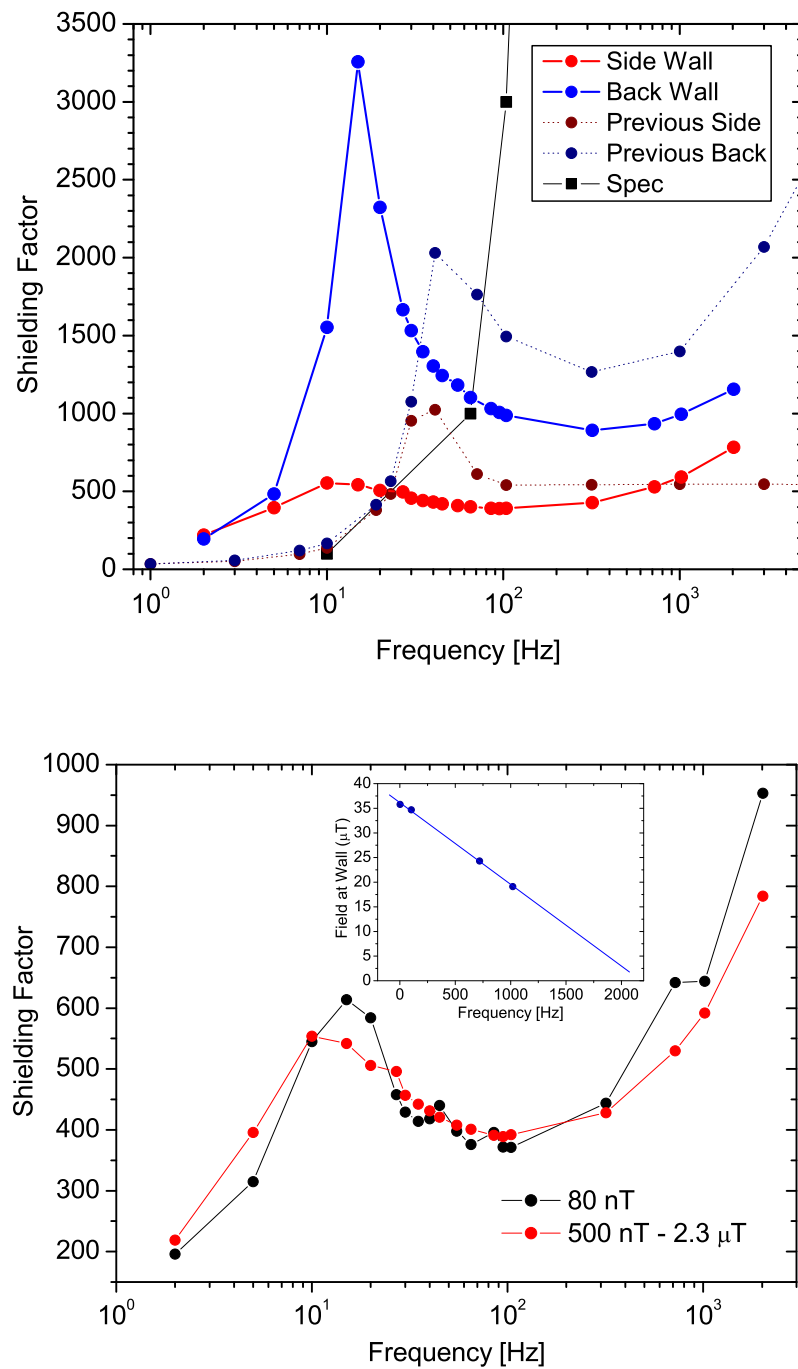 3500
3000
2500
2000
1500
1000
500
0
Shielding Factor
Side Wall
Back Wall
Previous Side
Previous Back
Spec
10⁰ 10¹ 10² 10³
Frequency [Hz]
1000
900
800
700
600
500
400
300
200
Shielding Factor
40
35
30
25
20
15
10
5
0
Field at Wall (μT)
0 500 1000 1500 2000
Frequency [Hz]
80 nT
500 nT - 2.3 μT
10⁰ 10¹ 10² 10³
Frequency [Hz]